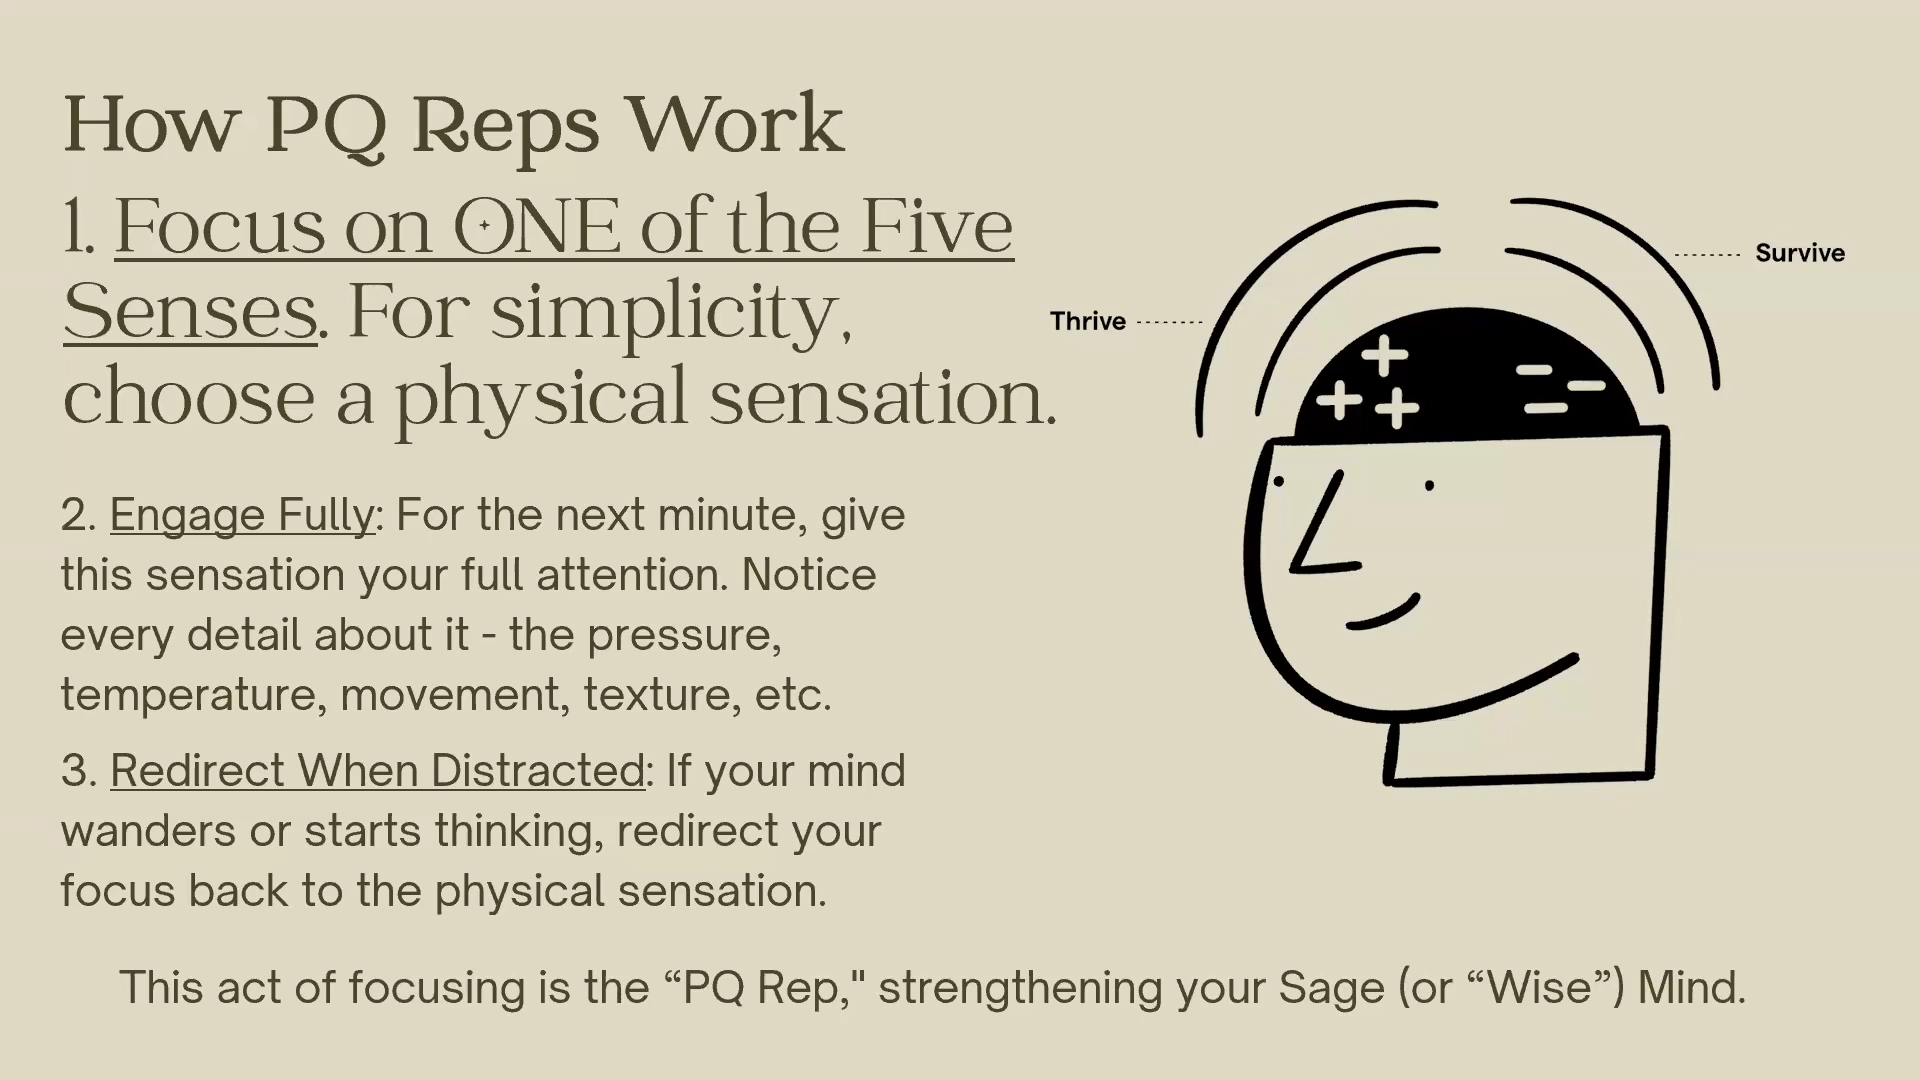 How PQ Reps Work
1. Focus on ONE of the Five
Senses. For simplicity,
choose a physical sensation.
2. Engage Fully: For the next minute, give
this sensation your full attention. Notice
every detail about it - the pressure,
temperature, movement, texture, etc.
3. Redirect When Distracted: If your mind
wanders or starts thinking, redirect your
focus back to the physical sensation.
Thrive
Survive
This act of focusing is the “PQ Rep," strengthening your Sage (or “Wise”) Mind.